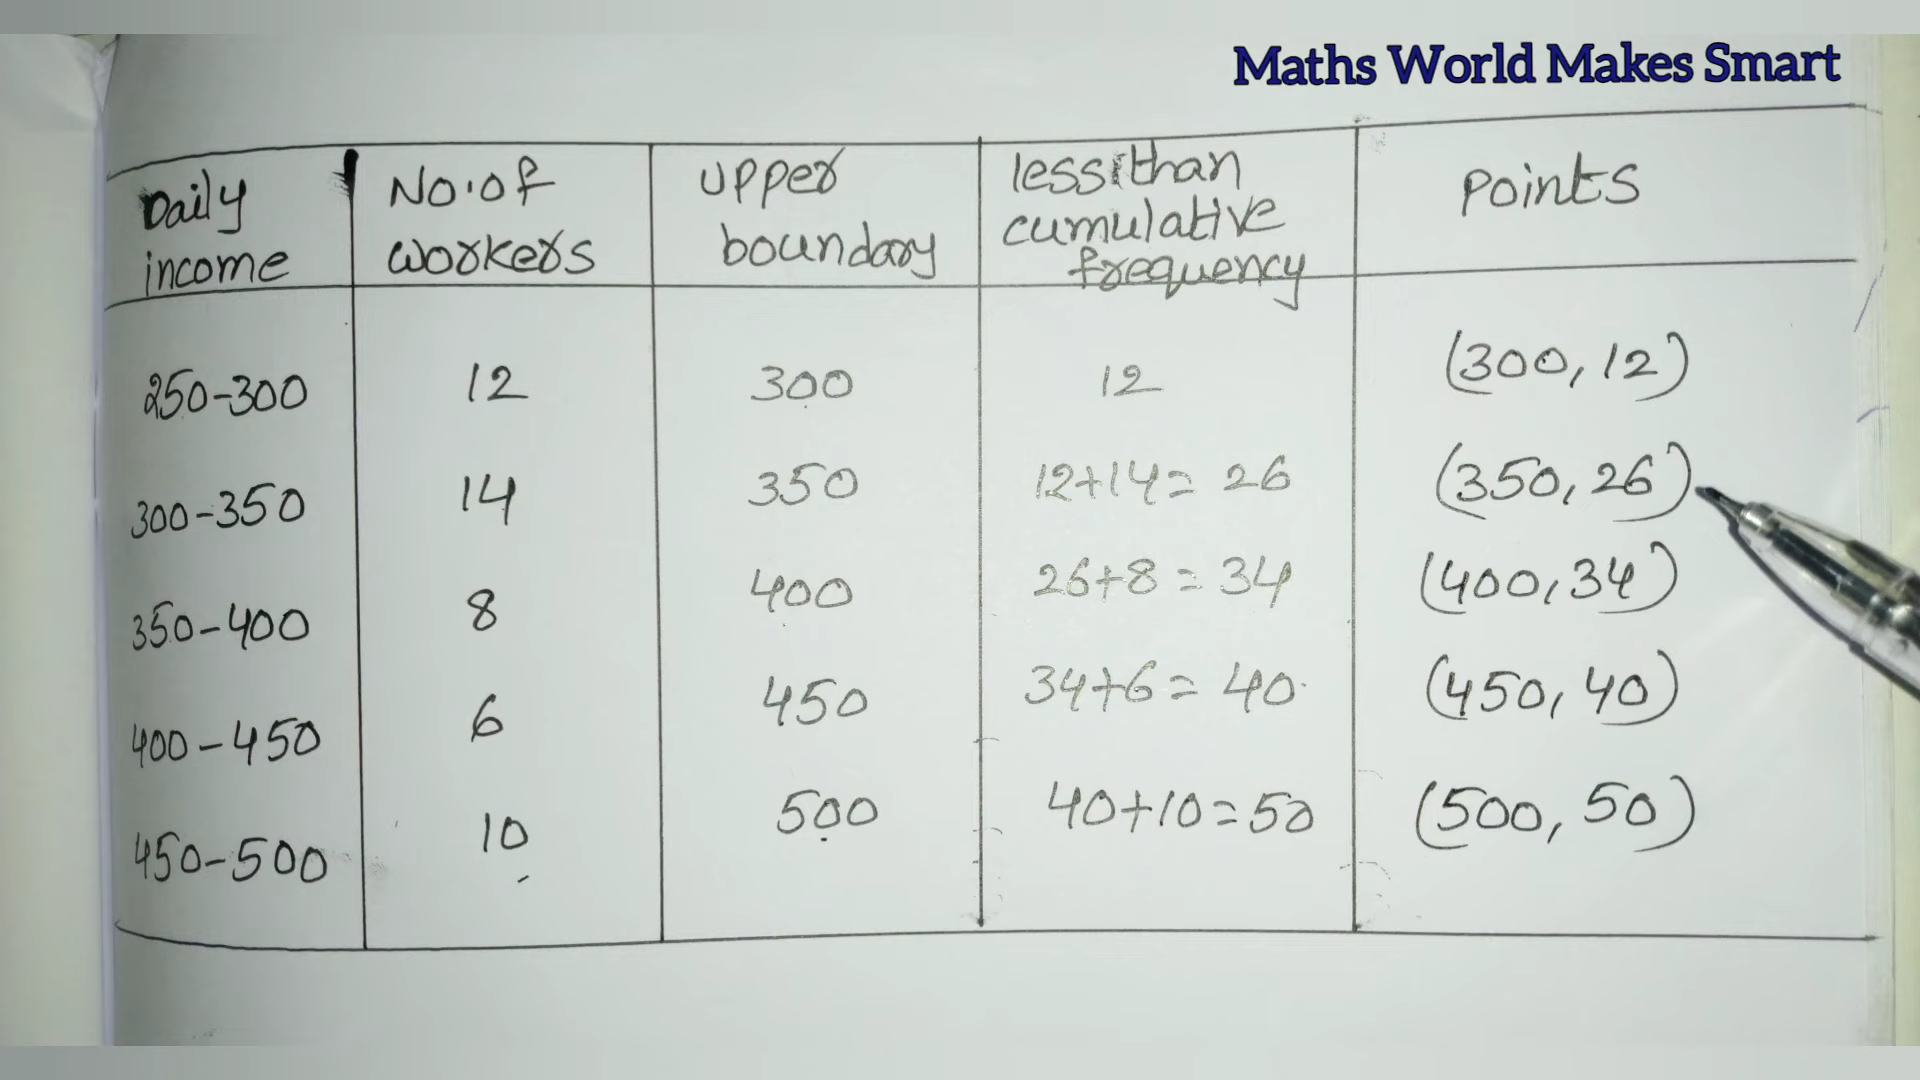 Maths World Makes Smart
Daily income | No. of workers | upper boundary | less than cumulative frequency | points
250-300 | 12 | 300 | 12 | (300, 12)
300-350 | 14 | 350 | 12+14= 26 | (350, 26)
350-400 | 8 | 400 | 26+8 = 34 | (400, 34)
400-450 | 6 | 450 | 34+6 = 40 | (450, 40)
450-500 | 10 | 500 | 40+10=50 | (500, 50)